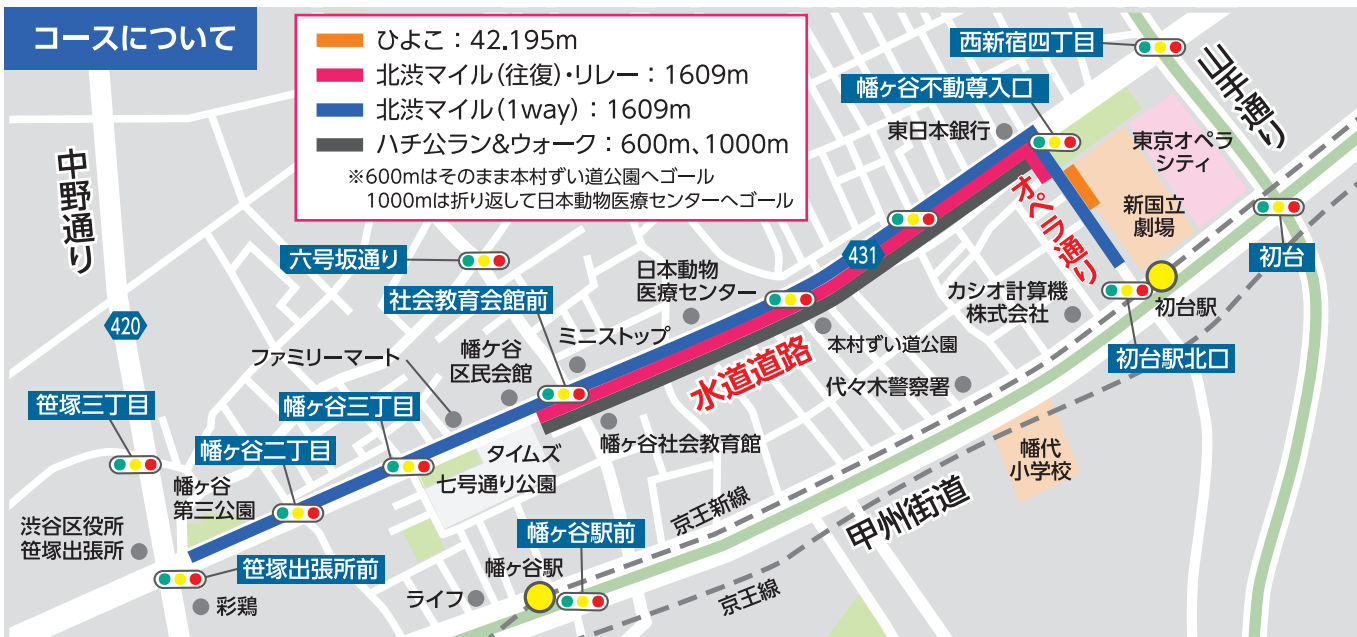 コースについて
ひよこ：42.195m
北渋マイル（往復）・リレー：1609m
北渋マイル（1way）：1609m
ハチ公ラン&ウォーク：600m、1000m
※600mはそのまま本村ずい道公園へゴール
1000mは折り返して日本動物医療センターへゴール
西新宿四丁目
山手通り
幡ヶ谷不動尊入口
東日本銀行
東京オペラ
シティ
中野通り
オペラ通り
新国立
劇場
六号坂通り
日本動物
医療センター
431
初台
社会教育会館前
カシオ計算機
株式会社
初台駅
420
ミニストップ
本村ずい道公園
初台駅北口
ファミリーマート
幡ケ谷
区民会館
水道道路
代々木警察署
笹塚三丁目
幡ヶ谷三丁目
幡ヶ谷二丁目
タイムズ
幡ヶ谷社会教育館
幡代
小学校
七号通り公園
幡ヶ谷
第三公園
甲州街道
京王新線
渋谷区役所
笹塚出張所
幡ヶ谷駅前
笹塚出張所前
幡ヶ谷駅
京王線
彩鶏
ライフ